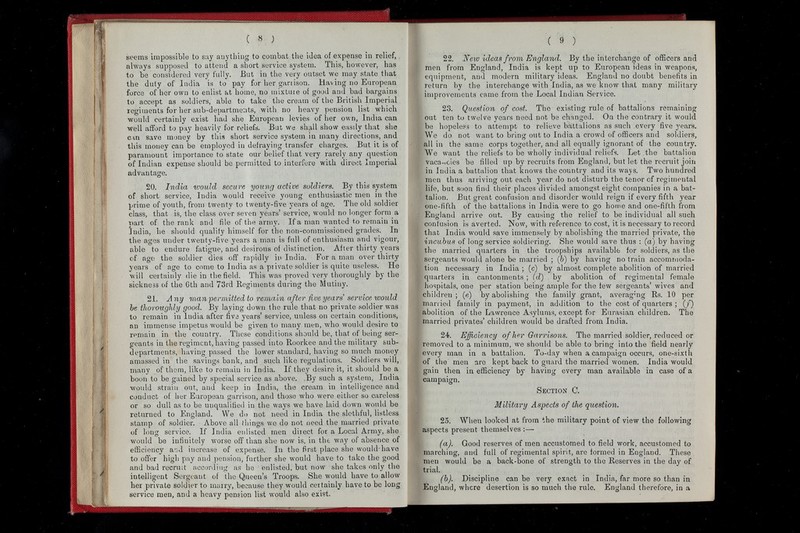 ( 8 )
seems impossible to say anything to combat the idea of expense in relief,
always supposed to attend a short service system. This, however, has
to be considered very fully. But in the very outset we may state that
the duty of India is to pay for her garrison. Having no European
force of her own to enlist at home, no mixture of good and bad bargains
to accept as soldiers, able to take the cream of the British Imperial
regiments for her sub-departments, with no heavy pension list which
would certainly exist had she European levies of her own, India can
well afford to pay heavily for reliefs. But we shall show easily that she
can save money by this short service system in many directions, and
this money can be employed in defraying transfer charges. But it is of
paramount importance to state our belief that very rarely any question
of Indian expense should be permitted to interfere with direct Imperial
advantage.
20. India would secure young active soldiers. By this system
of short service, India would receive young enthusiastic men in the
prime of youth, from twenty to twenty-five years of age. The old soldier
class, that is, the class over seven years' service, would no longer form a
part of the rank and file of the army. If a man wanted to remain in
India, he should qualify himself for the non-commissioned grades. In
the ages under twenty-five years a man is full of enthusiasm and vigour,
able to endure fatigue, and desirous of distinction. After thirty years
of age the soldier dies off rapidly in India. For a man over thirty
years of age to come to India as a private soldier is quite useless. He
will certainly die in the field. This was proved very thoroughly by the
sickness of the 6th and 73rd Regiments during the Mutiny.
21. Any man permitted to remain after five years' service would
be thoroughly good. By laying down the rule that no private soldier was
to remain in India after five years' service, unless on certain conditions,
an immense impetus would be given to many men, who would desire to
remain in the country. These conditions should be, that of being ser-
geants in the regiment, having passed into Roorkee and the military sub-
departments, having passed the lower standard, having so much money
amassed in the savings bank, and such like regulations. Soldiers will,
many of them, like to remain in India. If they desire it, it should be a
boon to be gained by special service as above. By such a system, India
would strain out, and keep in India, the cream in intelligence and
conduct of her European garrison, and those who were either so careless
or so dull as to be unqualified in the ways we have laid down would be
returned to England. We do not need in India the slothful, listless
stamp of soldier. Above all things we do not need the married private
of long service. If India enlisted men direct for a Local Army, she
would be infinitely worse off than she now is, in the way of absence of
efficiency and increase of expense. In the first place she would have
to offer high pay and pension, further she would have to take the good
and bad recruit according as he enlisted, but now she takes only the
intelligent Sergeant of the Queen's Troops. She would have to allow
her private soldier to marry, because they would certainly have to be long
service men, and a heavy pension list would also exist.
( 9 )
22. New ideas from England. By the interchange of officers and
men from England, India is kept up to European ideas in weapons,
equipment, and modern military ideas. England no doubt benefits in
return by the interchange with India, as we know that many military
improvements came from the Local Indian Service.
23. Question of cost. The existing rule of battalions remaining
out ten to twelve years need not be changed. On the contrary it would
be hopeless to attempt to relieve battalions as such every five years.
We do not want to bring out to India a crowd of officers and soldiers,
all in the same corps together, and all equally ignorant of the country.
We want the reliefs to be wholly individual reliefs. Let the battalion
vacancies be filled up by recruits from England, but let the recruit join
in India a battalion that knows the country and its ways. Two hundred
men thus arriving out each year do not disturb the tenor of regimental
life, but soon find their places divided amongst eight companies in a bat-
talion. But great confusion and disorder would reign if every fifth year
one-fifth of the battalions in India were to go home and one-fifth from
England arrive out. By causing the relief to be individual all such
confusion is averted. Now, with reference to cost, it is necessary to record
that India would save immensely by abolishing the married private, the
incubus of long service soldiering. She would save thus : (a) by having
the married quarters in the troopships available for soldiers, as the
sergeants would alone be married ; (b) by having no train accommoda-
tion necessary in India ; (c) by almost complete abolition of married
quarters in cantonments ; (d) by abolition of regimental female
hospitals, one per station being ample for the few sergeants' wives and
children ; (e) by abolishing the family grant, averaging Rs. 10 per
married family in payment, in addition to the cost of quarters ; (f)
abolition of the Lawrence Asylums, except for Eurasian children. The
married privates' children would be drafted from India.
24. Efficiency of her Garrisons. The married soldier, reduced or
removed to a minimum, we should be able to bring into the field nearly
every man in a battalion. To-day when a campaign occurs, one-sixth
of the men are kept back to guard the married women. India would
gain then in efficiency by having every man available in case of a
campaign.
SECTION C.
Military Aspects of the question.
25. When looked at from the military point of view the following
aspects present themselves :—
(a). Good reserves of men accustomed to field work, accustomed to
marching, and full of regimental spirit, are formed in England. These
men would be a back-bone of strength to the Reserves in the day of
trial.
(b). Discipline can be very exact in India, far more so than in
England, where desertion is so much the rule. England therefore, in a